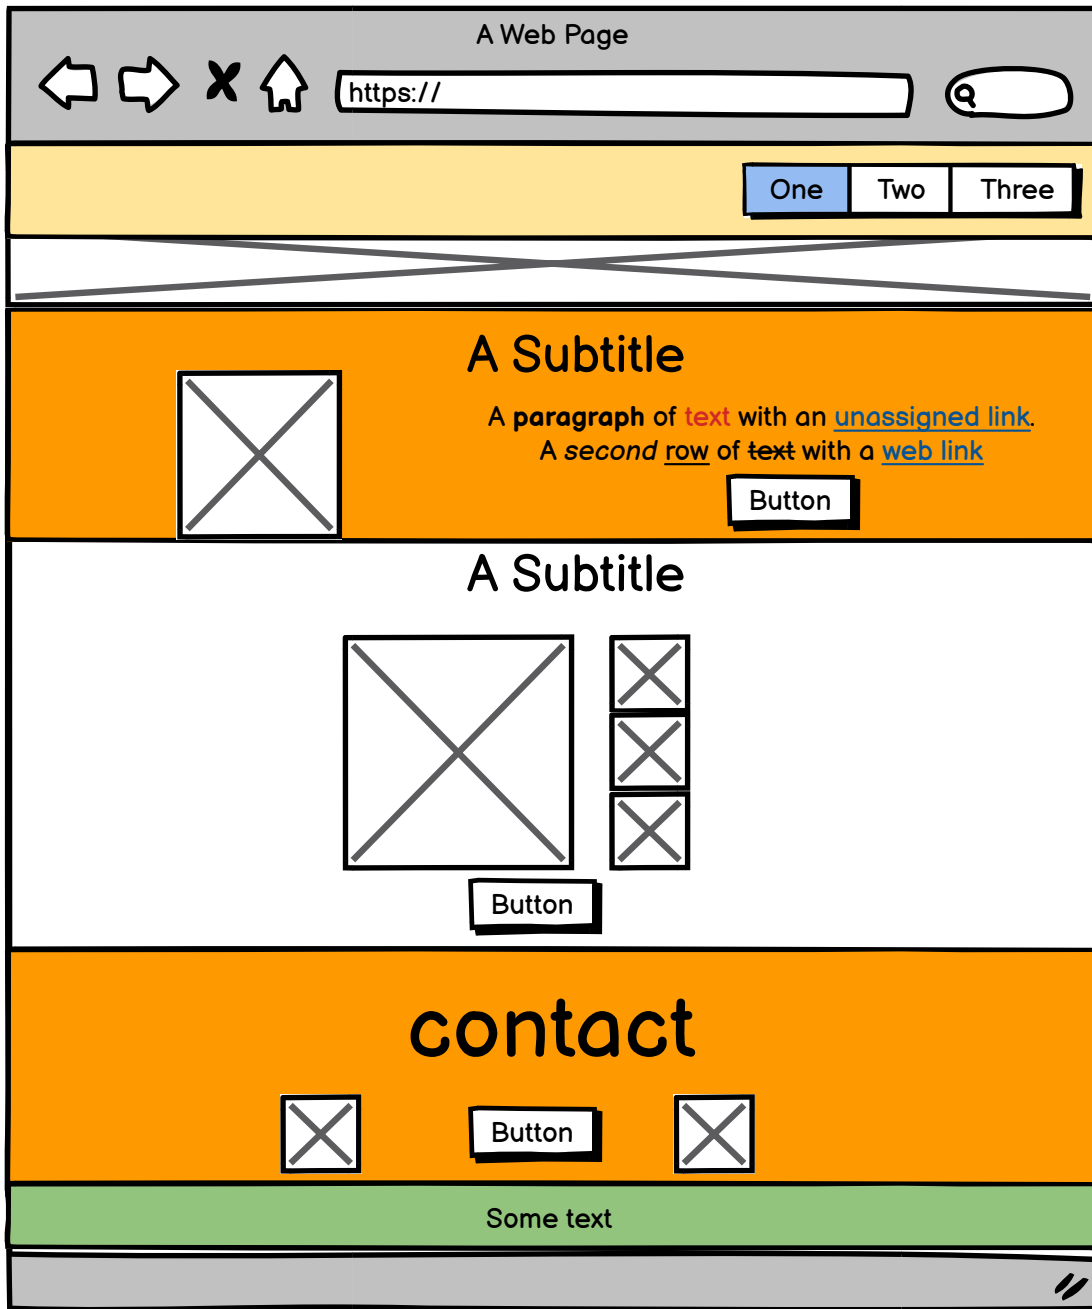 A Web Page
https://
One Two Three
A Subtitle
A paragraph of text with an unassigned link.
A second row of text with a web link
Button
A Subtitle
Button
contact
Button
Some text